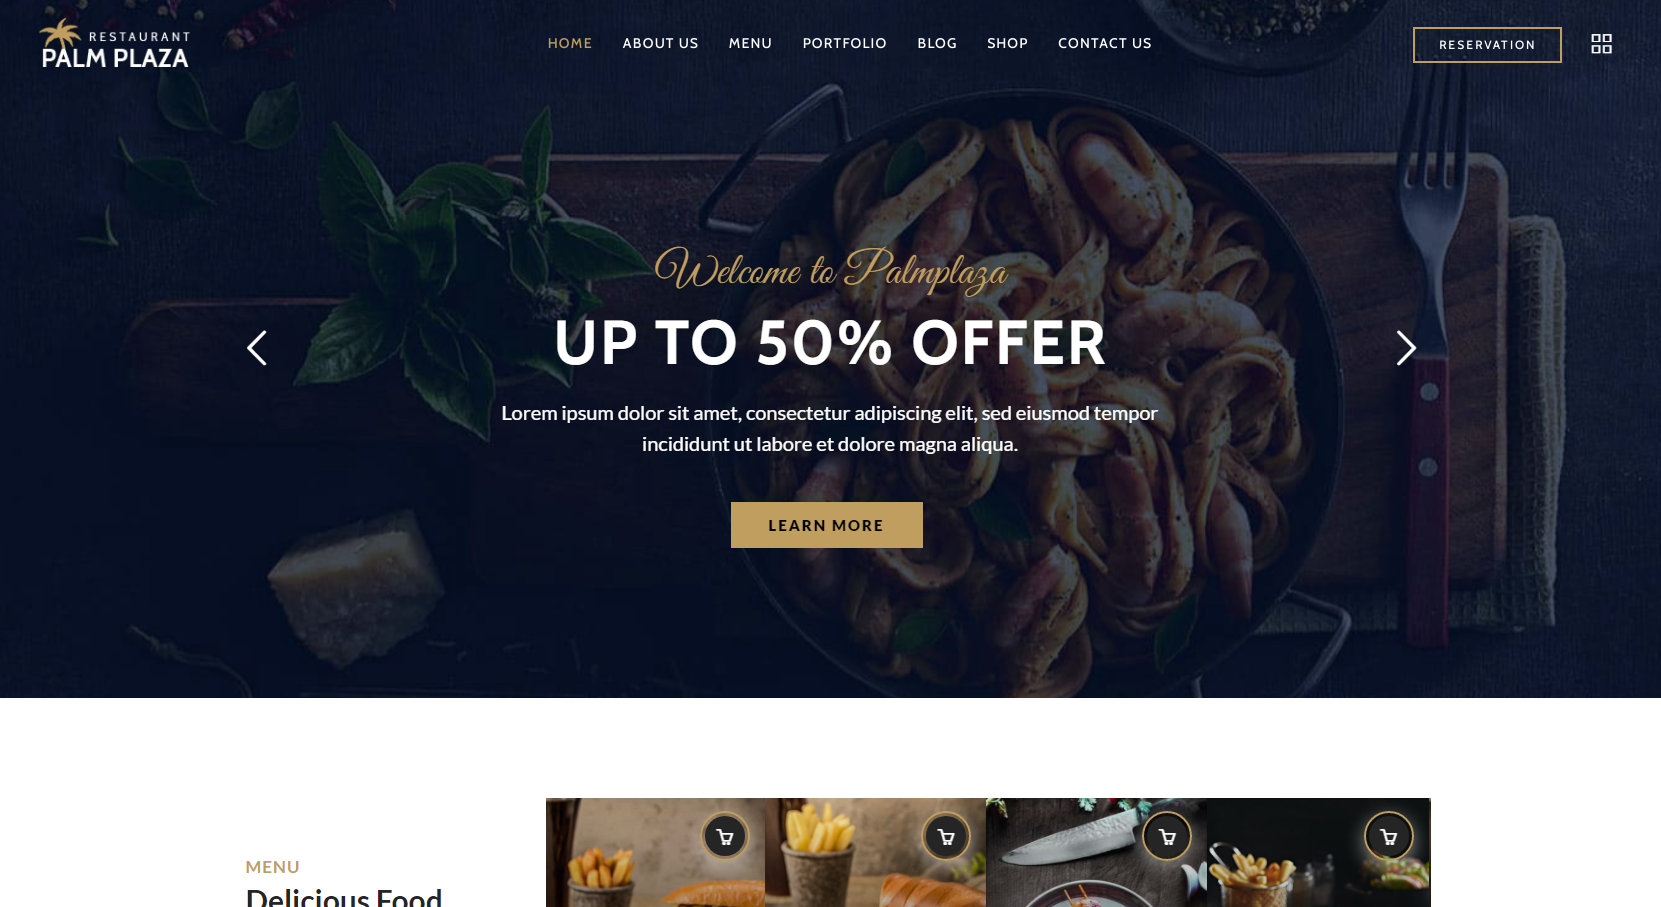 RESTAURANT
PALM PLAZA
HOME ABOUT US MENU PORTFOLIO BLOG SHOP CONTACT US
RESERVATION
Welcome to Palmplaza
UP TO 50% OFFER
Lorem ipsum dolor sit amet, consectetur adipiscing elit, sed eiusmod tempor
incididunt ut labore et dolore magna aliqua.
LEARN MORE
MENU
Delicious Food